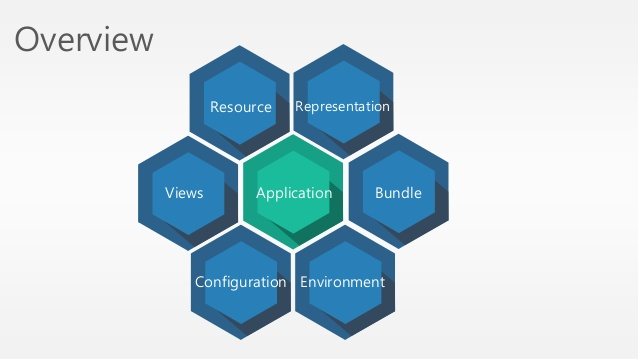 Overview
Resource
Representation
Views
Application
Bundle
Configuration
Environment